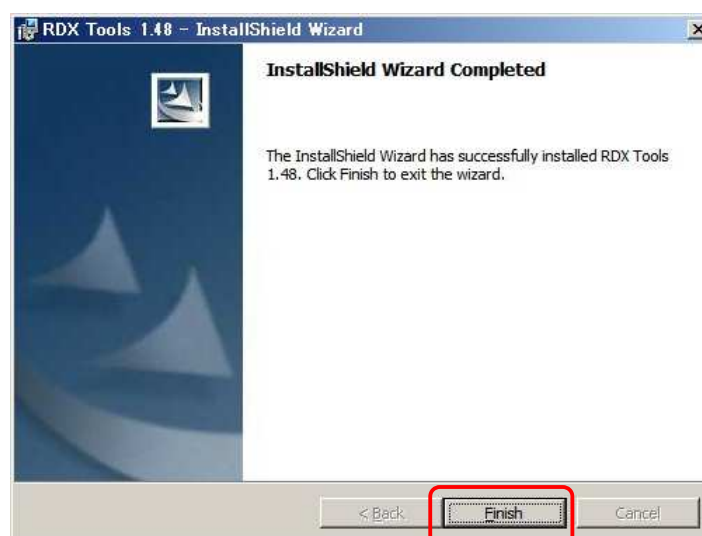 RDX Tools 1.48 - InstallShield Wizard
InstallShield Wizard Completed
The InstallShield Wizard has successfully installed RDX Tools
1.48. Click Finish to exit the wizard.
< Back Finish Cancel